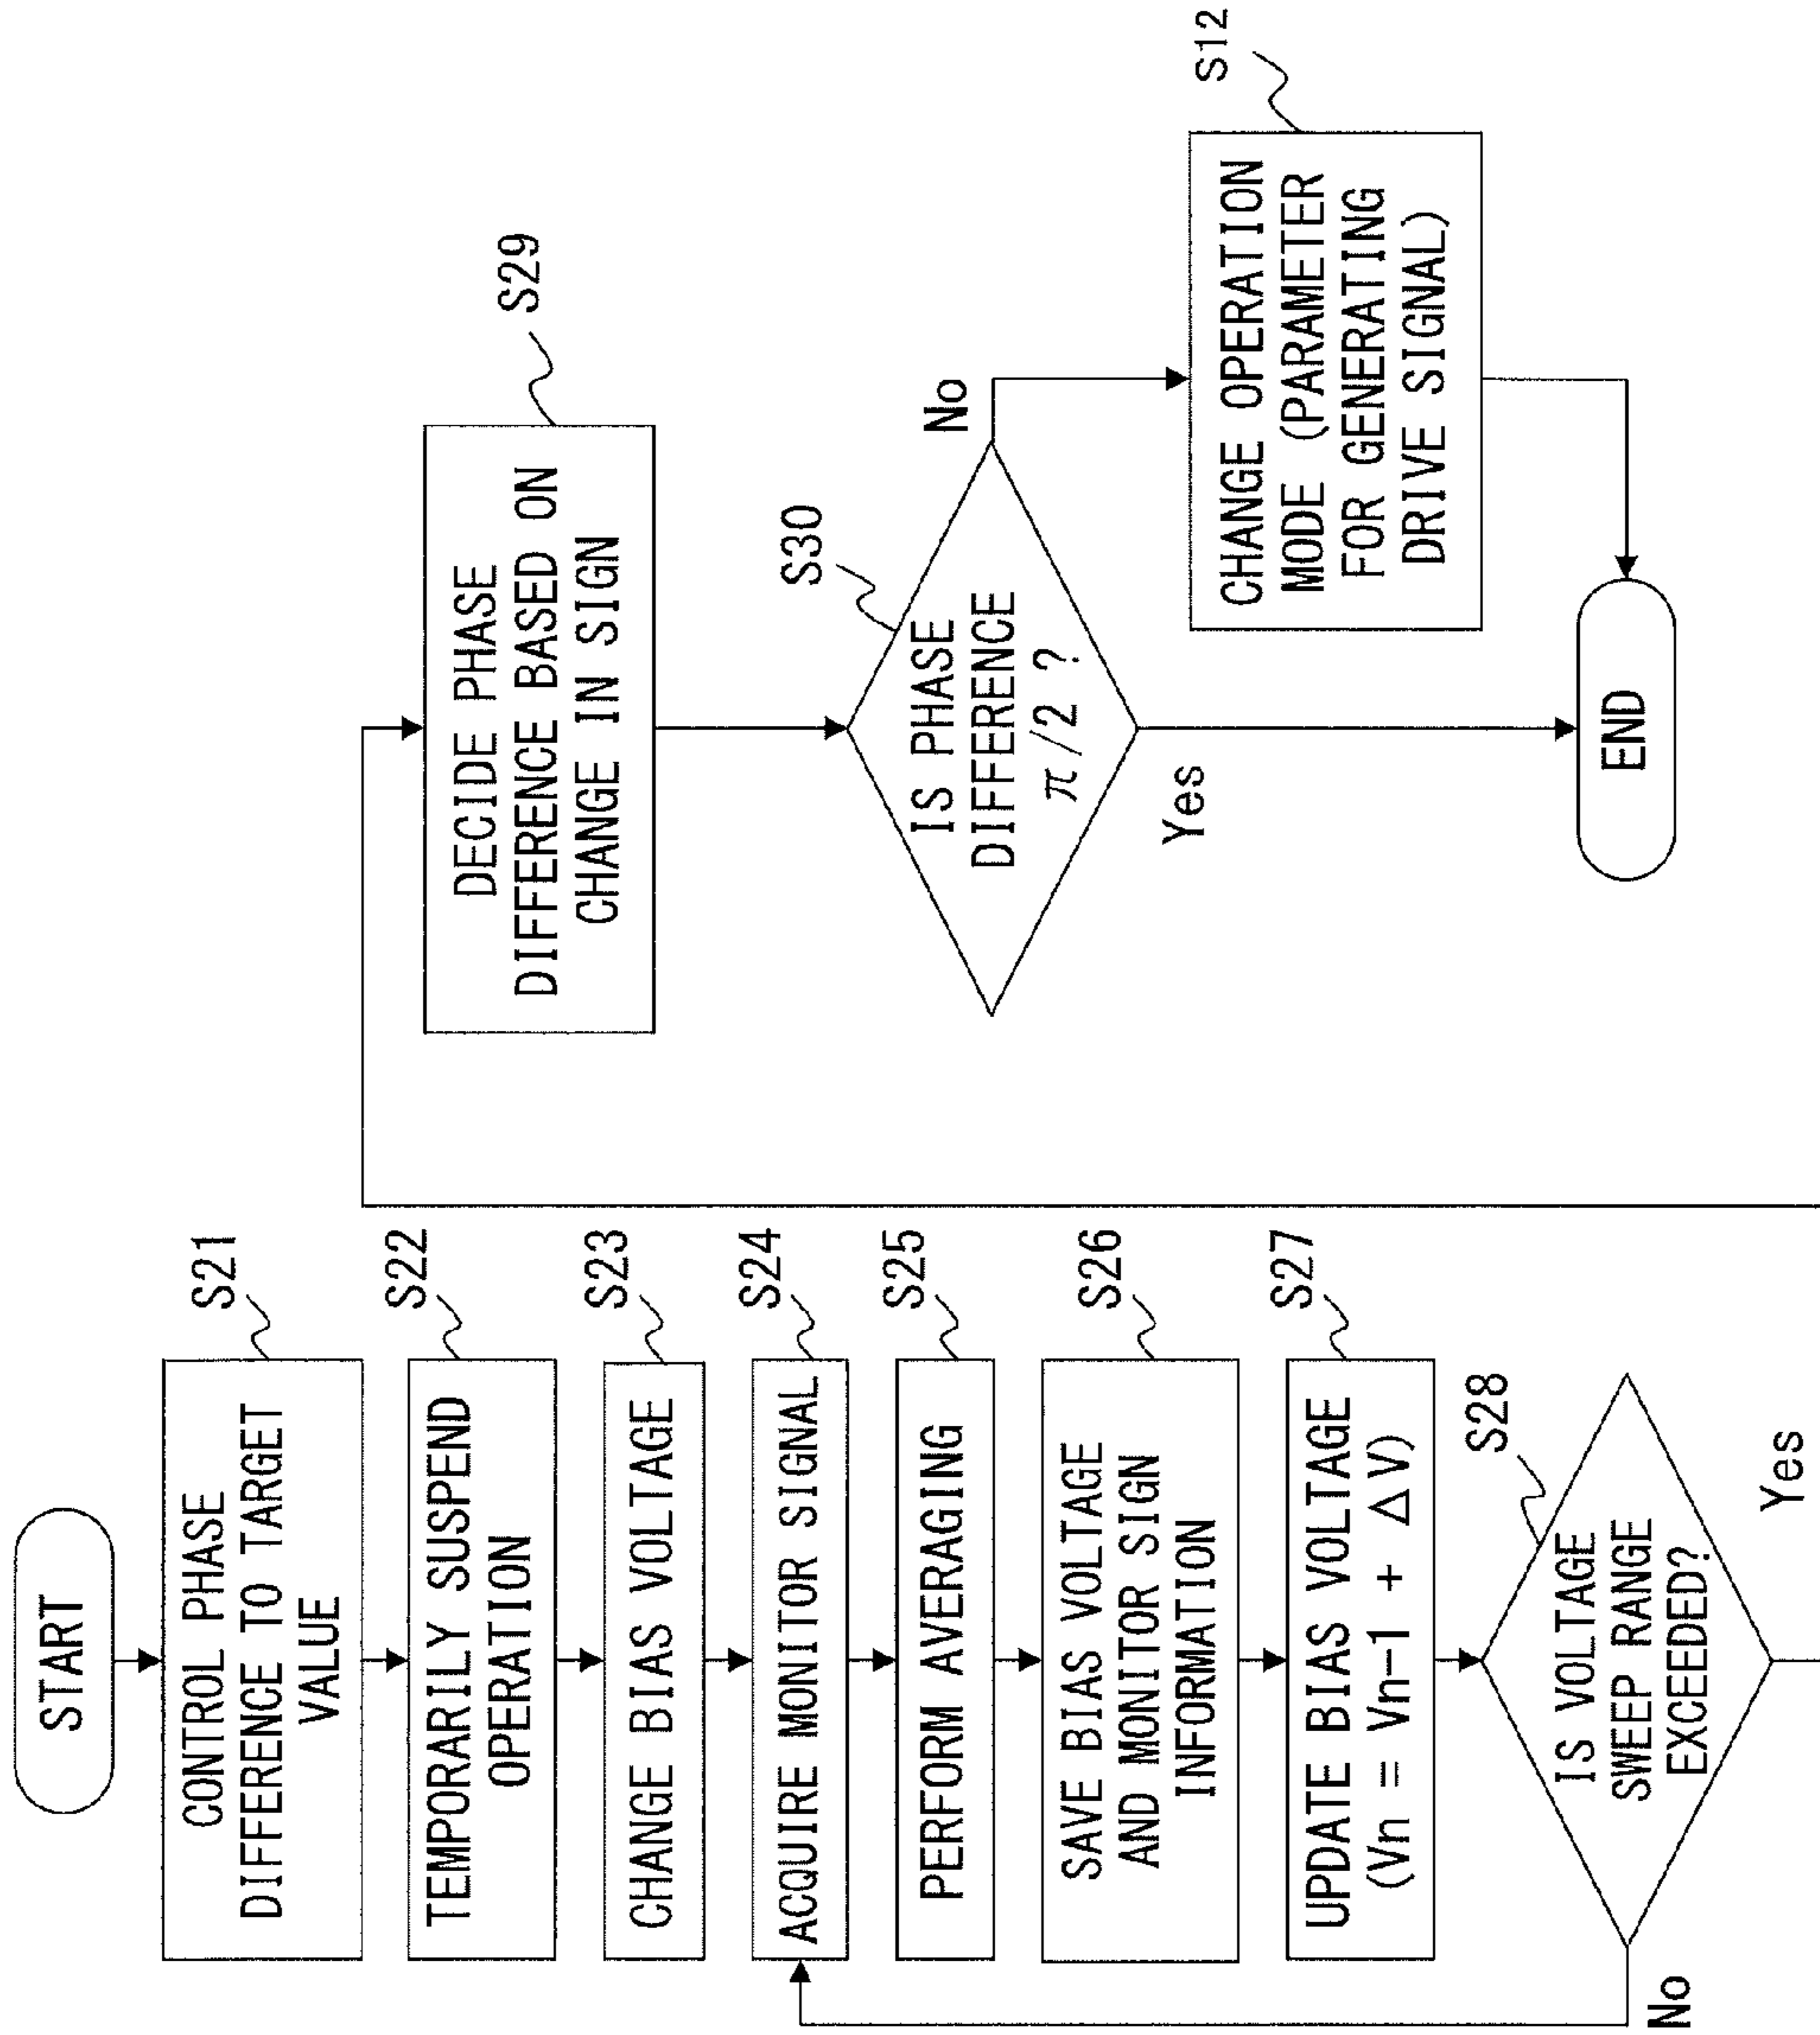 START
CONTROL PHASE
DIFFERENCE TO TARGET
VALUE
S21
TEMPORARILY SUSPEND
OPERATION
S22
CHANGE BIAS VOLTAGE
S23
ACQUIRE MONITOR SIGNAL
S24
PERFORM AVERAGING
S25
SAVE BIAS VOLTAGE
AND MONITOR SIGN
INFORMATION
S26
UPDATE BIAS VOLTAGE
(Vn = Vn-1 + △V)
S27
IS VOLTAGE
SWEEP RANGE
EXCEEDED?
S28
No
Yes
DECIDE PHASE
DIFFERENCE BASED ON
CHANGE IN SIGN
S29
IS PHASE
DIFFERENCE
π/2 ?
S30
No
Yes
CHANGE OPERATION
MODE (PARAMETER
FOR GENERATING
DRIVE SIGNAL)
S12
END